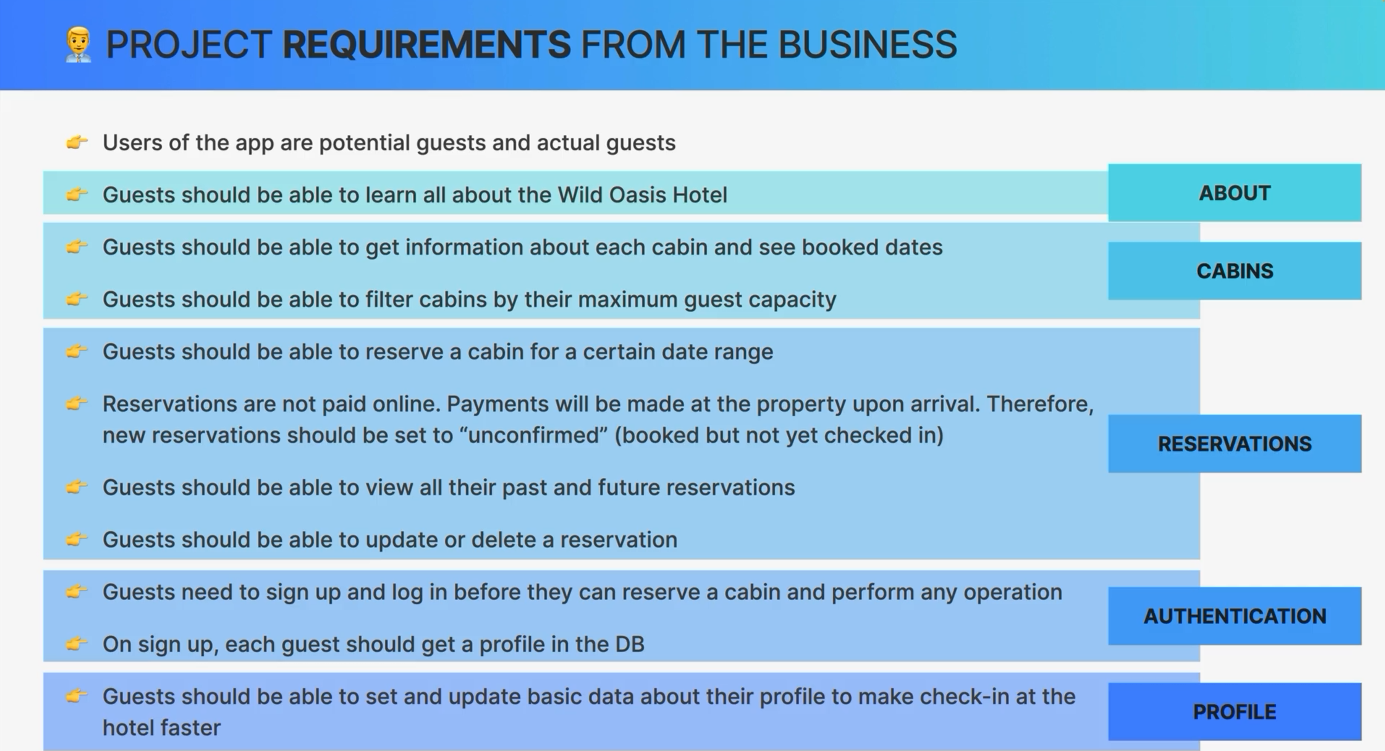 PROJECT REQUIREMENTS FROM THE BUSINESS
Users of the app are potential guests and actual guests
Guests should be able to learn all about the Wild Oasis Hotel
ABOUT
Guests should be able to get information about each cabin and see booked dates
Guests should be able to filter cabins by their maximum guest capacity
CABINS
Guests should be able to reserve a cabin for a certain date range
Reservations are not paid online. Payments will be made at the property upon arrival. Therefore,
new reservations should be set to “unconfirmed” (booked but not yet checked in)
Guests should be able to view all their past and future reservations
Guests should be able to update or delete a reservation
RESERVATIONS
Guests need to sign up and log in before they can reserve a cabin and perform any operation
On sign up, each guest should get a profile in the DB
AUTHENTICATION
Guests should be able to set and update basic data about their profile to make check-in at the
hotel faster
PROFILE